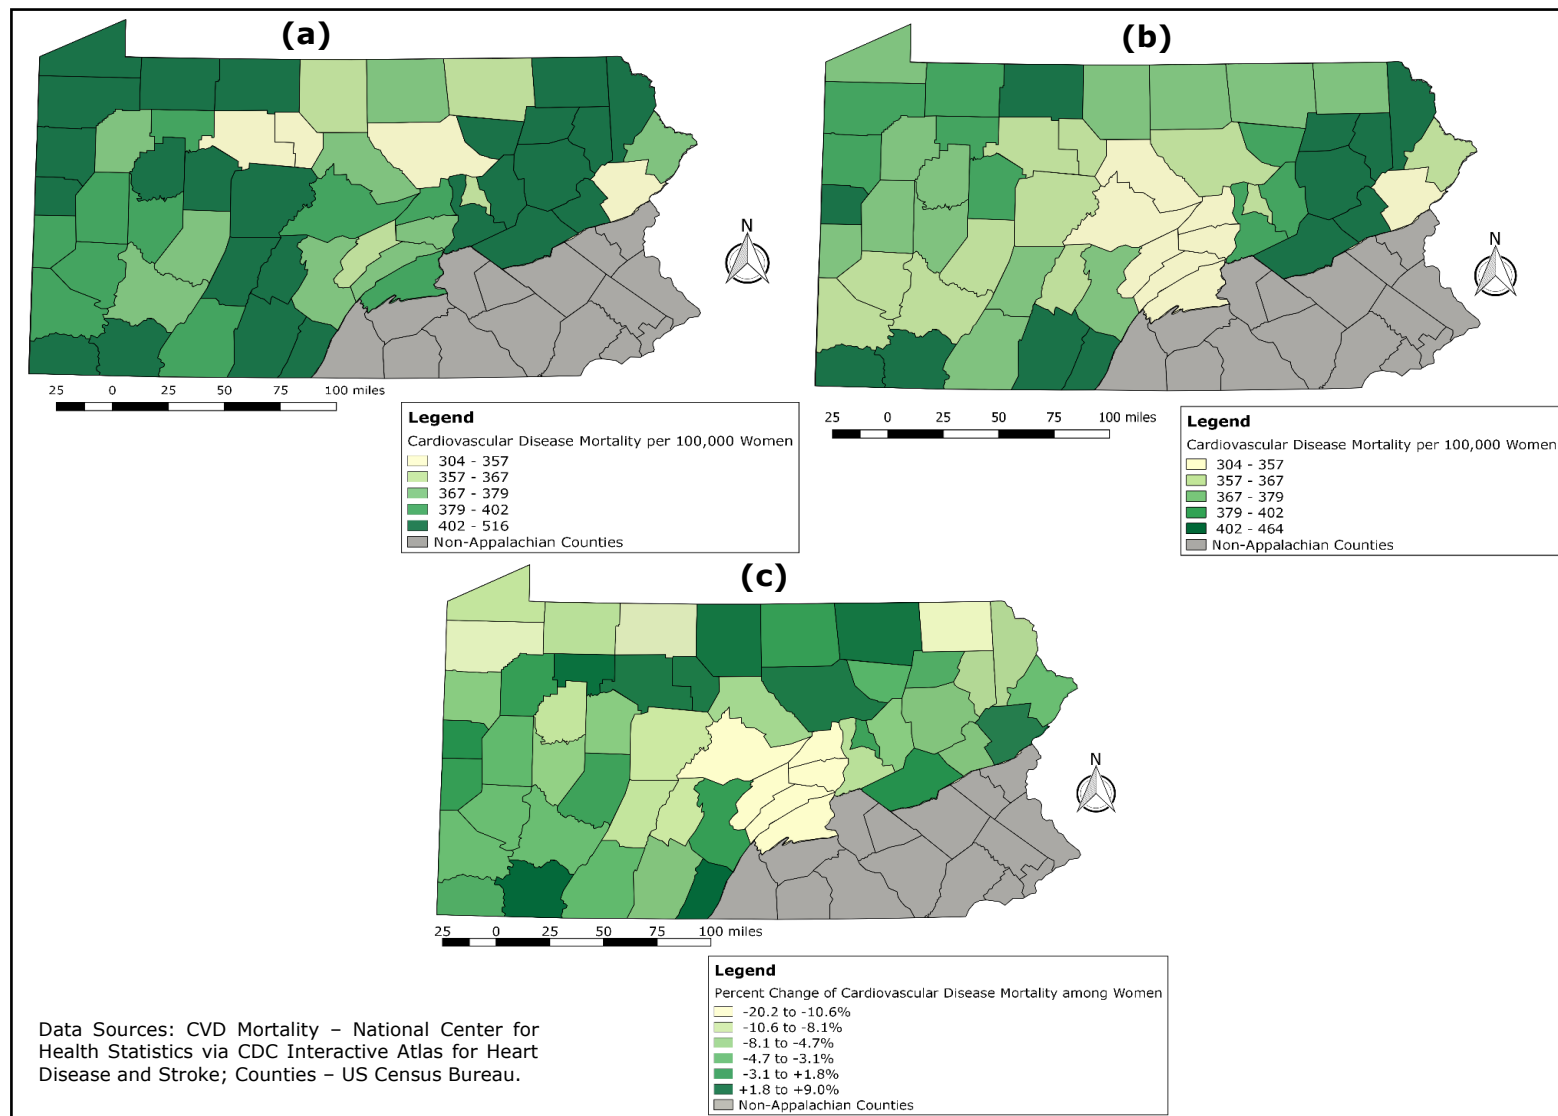 (a)
(b)
N
N
25 0 25 50 75 100 miles
25 0 25 50 75 100 miles
Legend
Cardiovascular Disease Mortality per 100,000 Women
304 - 357
357 - 367
367 - 379
379 - 402
402 - 516
Non-Appalachian Counties
Legend
Cardiovascular Disease Mortality per 100,000 Women
304 - 357
357 - 367
367 - 379
379 - 402
402 - 464
Non-Appalachian Counties
(c)
N
25 0 25 50 75 100 miles
Legend
Percent Change of Cardiovascular Disease Mortality among Women
-20.2 to -10.6%
-10.6 to -8.1%
-8.1 to -4.7%
-4.7 to -3.1%
-3.1 to +1.8%
+1.8 to +9.0%
Non-Appalachian Counties
Data Sources: CVD Mortality – National Center for
Health Statistics via CDC Interactive Atlas for Heart
Disease and Stroke; Counties – US Census Bureau.